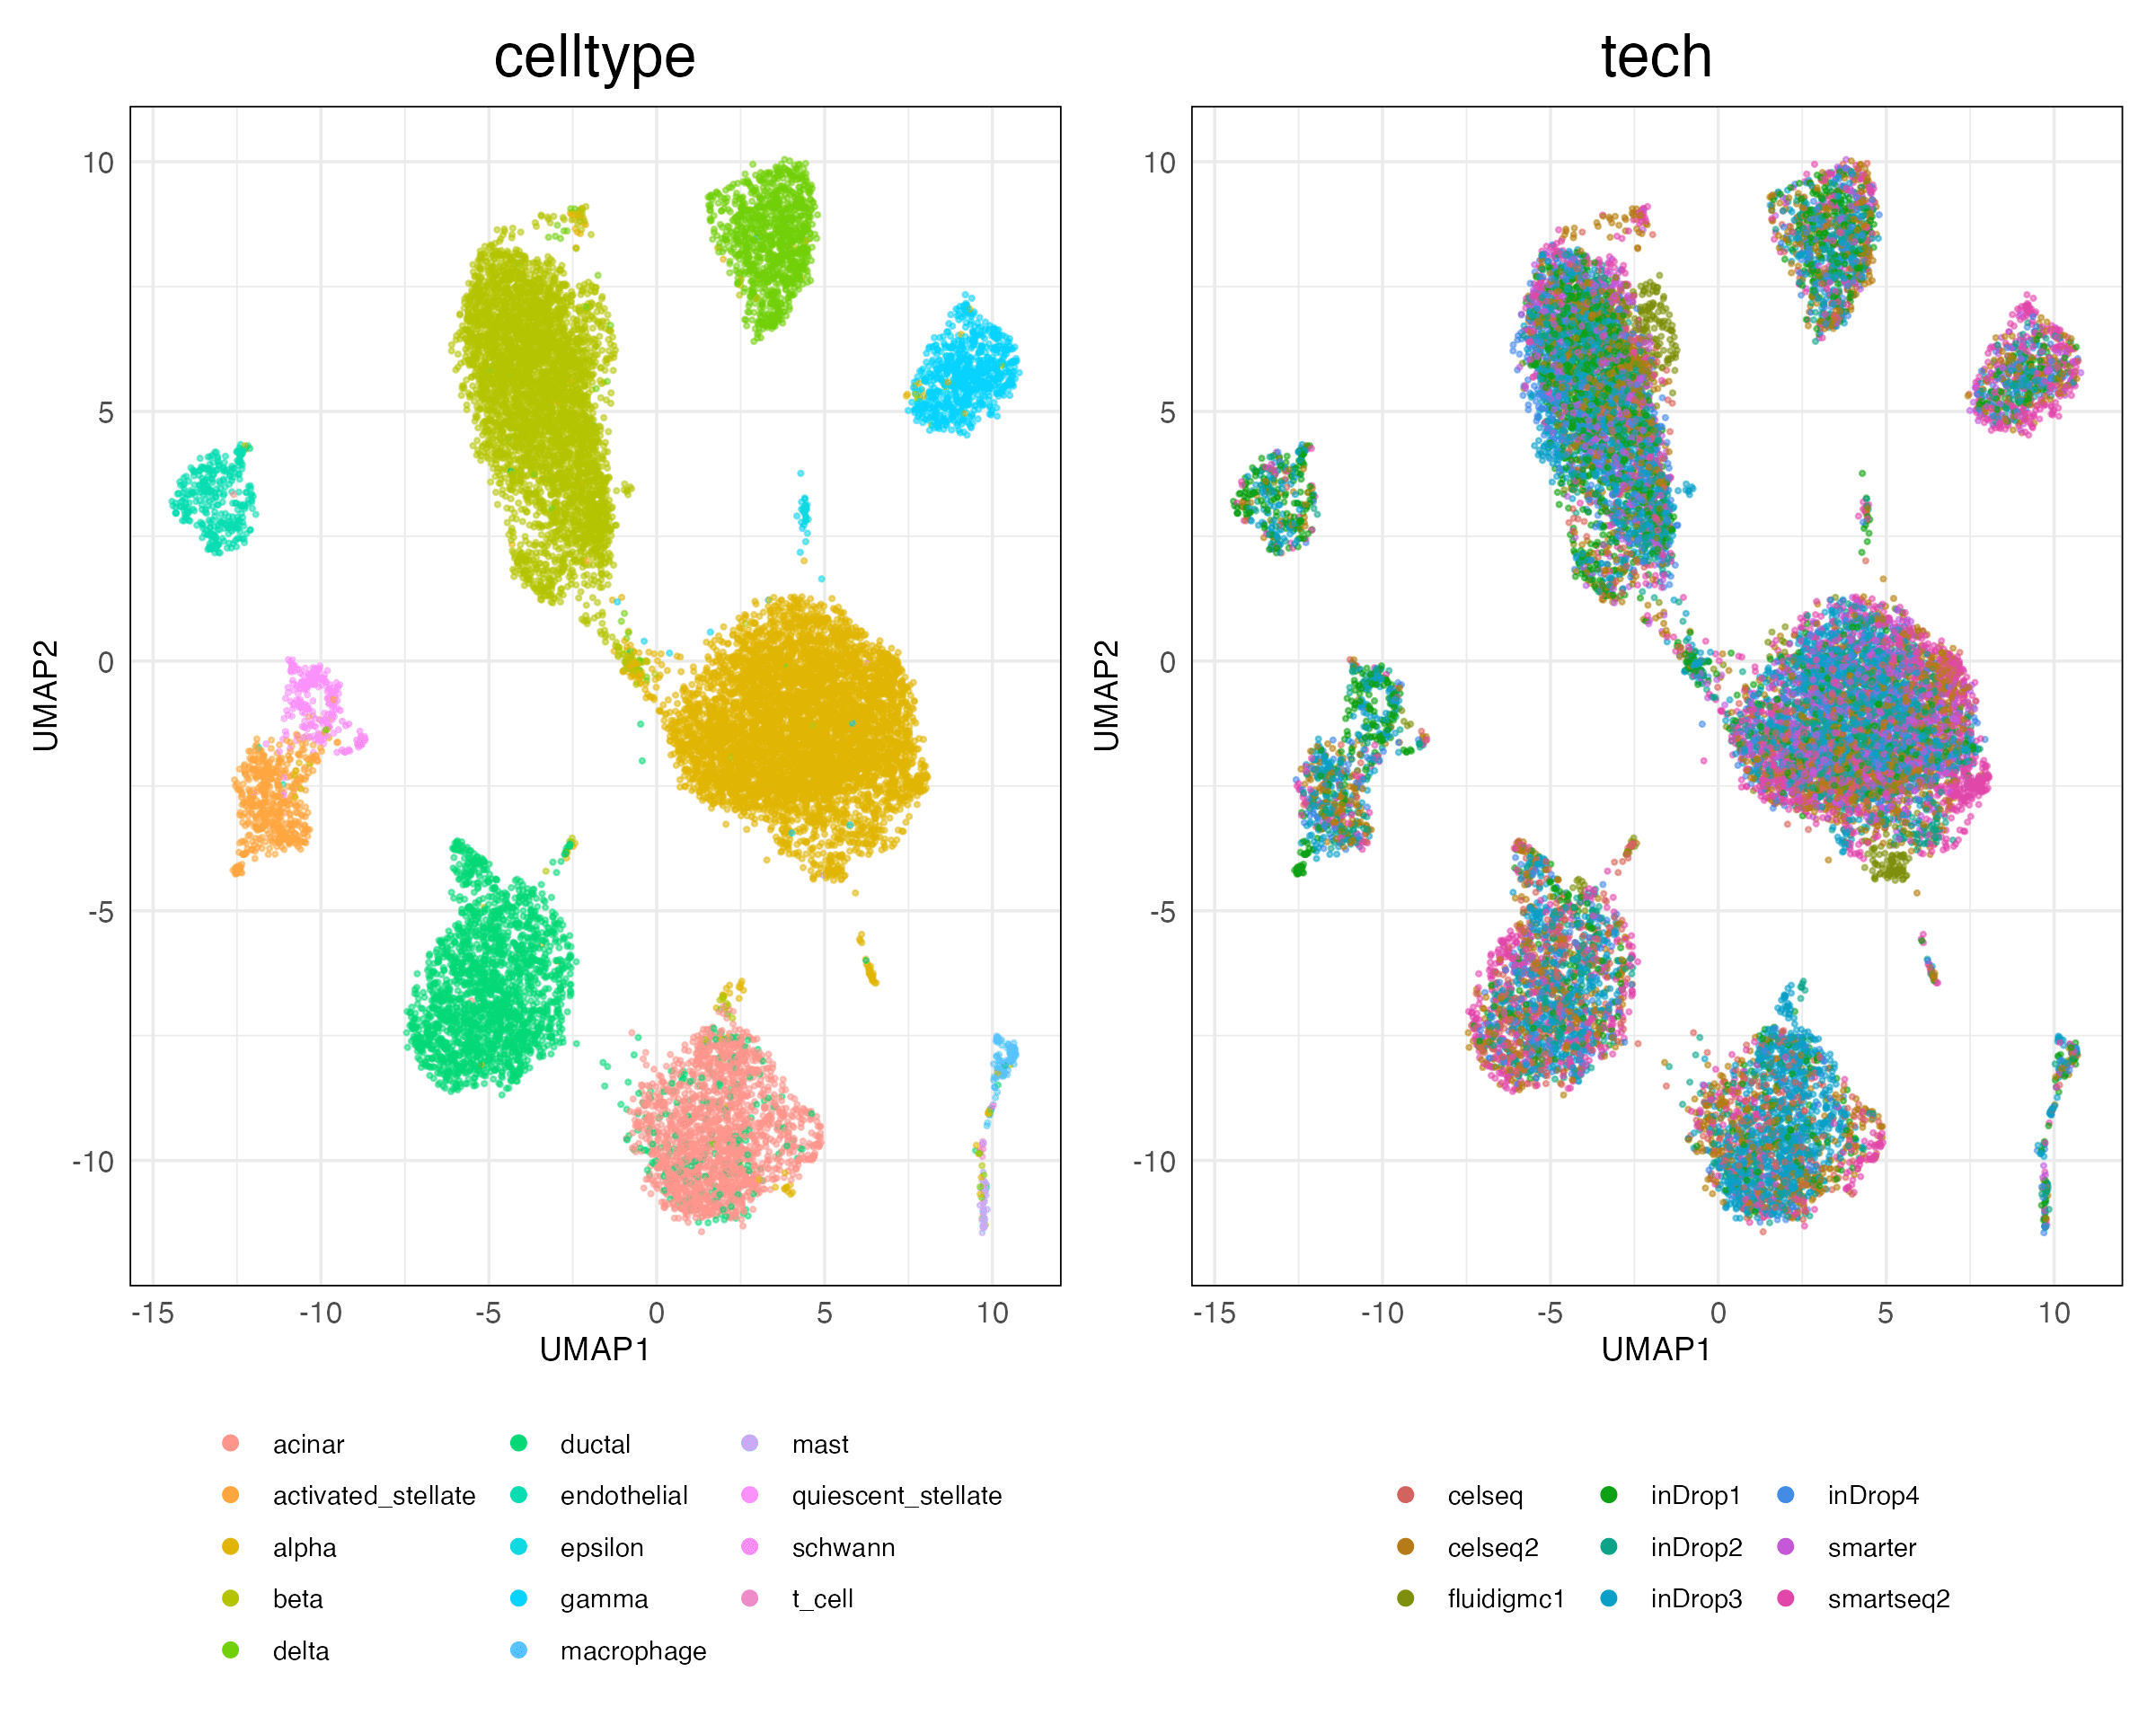 celltype
10
5
0
-5
-10
UMAP2
-15 -10 -5 0 5 10
UMAP1
acinar ductal mast
activated_stellate endothelial quiescent_stellate
alpha epsilon schwann
beta gamma t_cell
delta macrophage
tech
10
5
0
-5
-10
UMAP2
-15 -10 -5 0 5 10
UMAP1
celseq inDrop1 inDrop4
celseq2 inDrop2 smarter
fluidigmc1 inDrop3 smartseq2